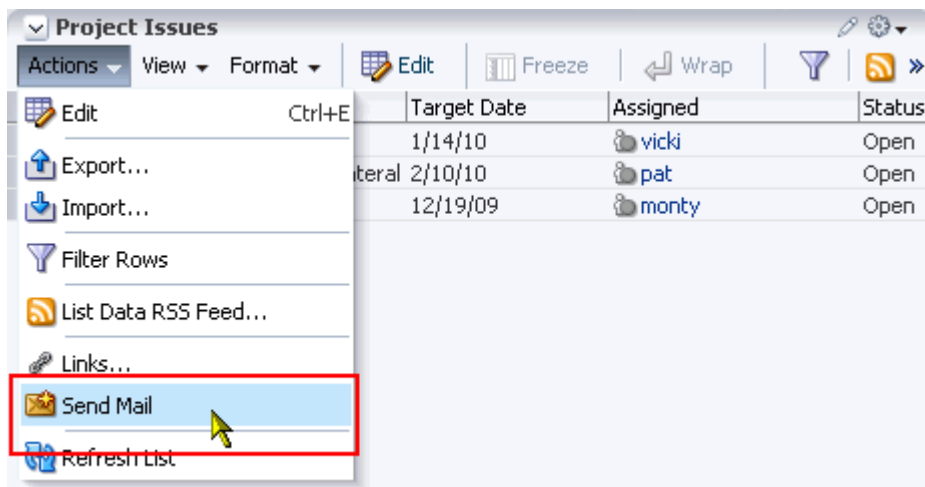 Project Issues
Actions View Format Edit Freeze Wrap »
Edit Ctrl+E Target Date Assigned Status
1/14/10 vicki Open
Export... iteral 2/10/10 pat Open
Import... 12/19/09 monty Open
Filter Rows
List Data RSS Feed...
Links...
Send Mail
Refresh List